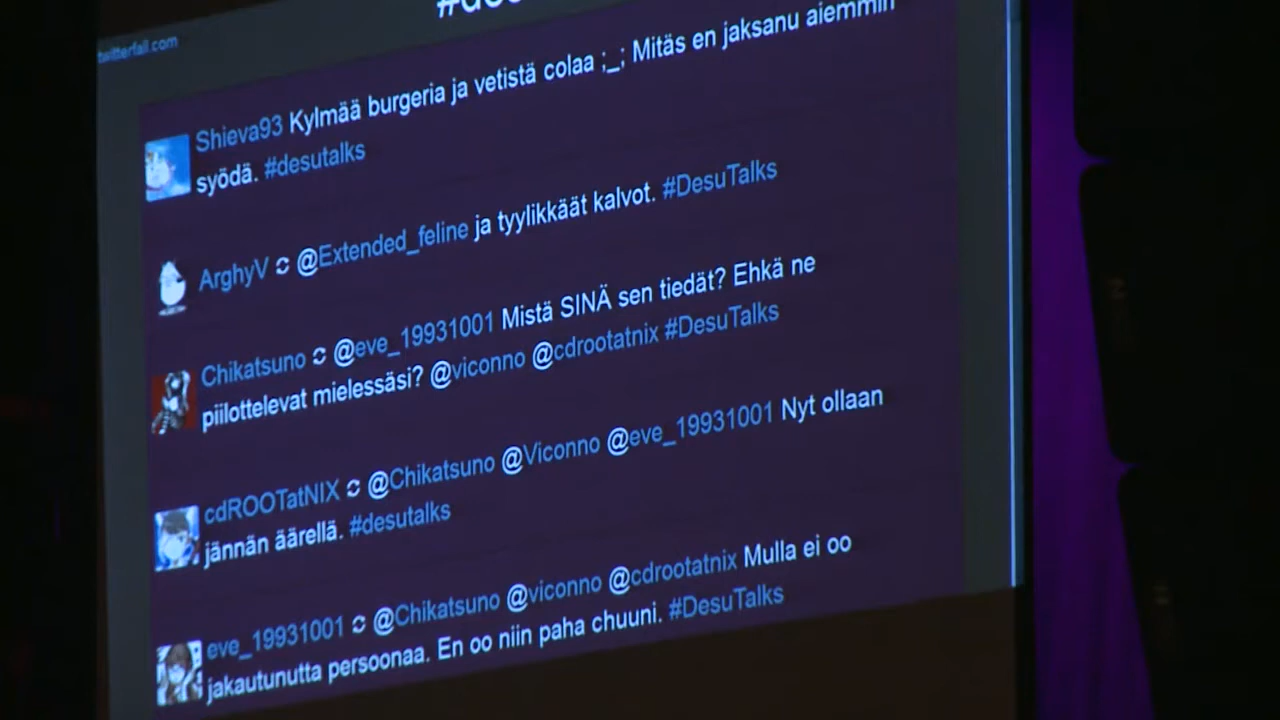 twitterfall.com
Shieva93 Kylmää burgeria ja vetistä colaa ;_; Mitäs en jaksanu aiemmin
syödä. #desutalks
ArghyV @Extended_feline ja tyylikkäät kalvot. #DesuTalks
Chikatsuno @eve_19931001 Mistä SINÄ sen tiedät? Ehkä ne
piilottelevat mielessäsi? @viconno @cdrootatnix #DesuTalks
cdROOTatNIX @Chikatsuno @Viconno @eve_19931001 Nyt ollaan
jännän äärellä. #desutalks
eve_19931001 @Chikatsuno @viconno @cdrootatnix Mulla ei oo
jakautunutta persoonaa. En oo niin paha chuuni. #DesuTalks